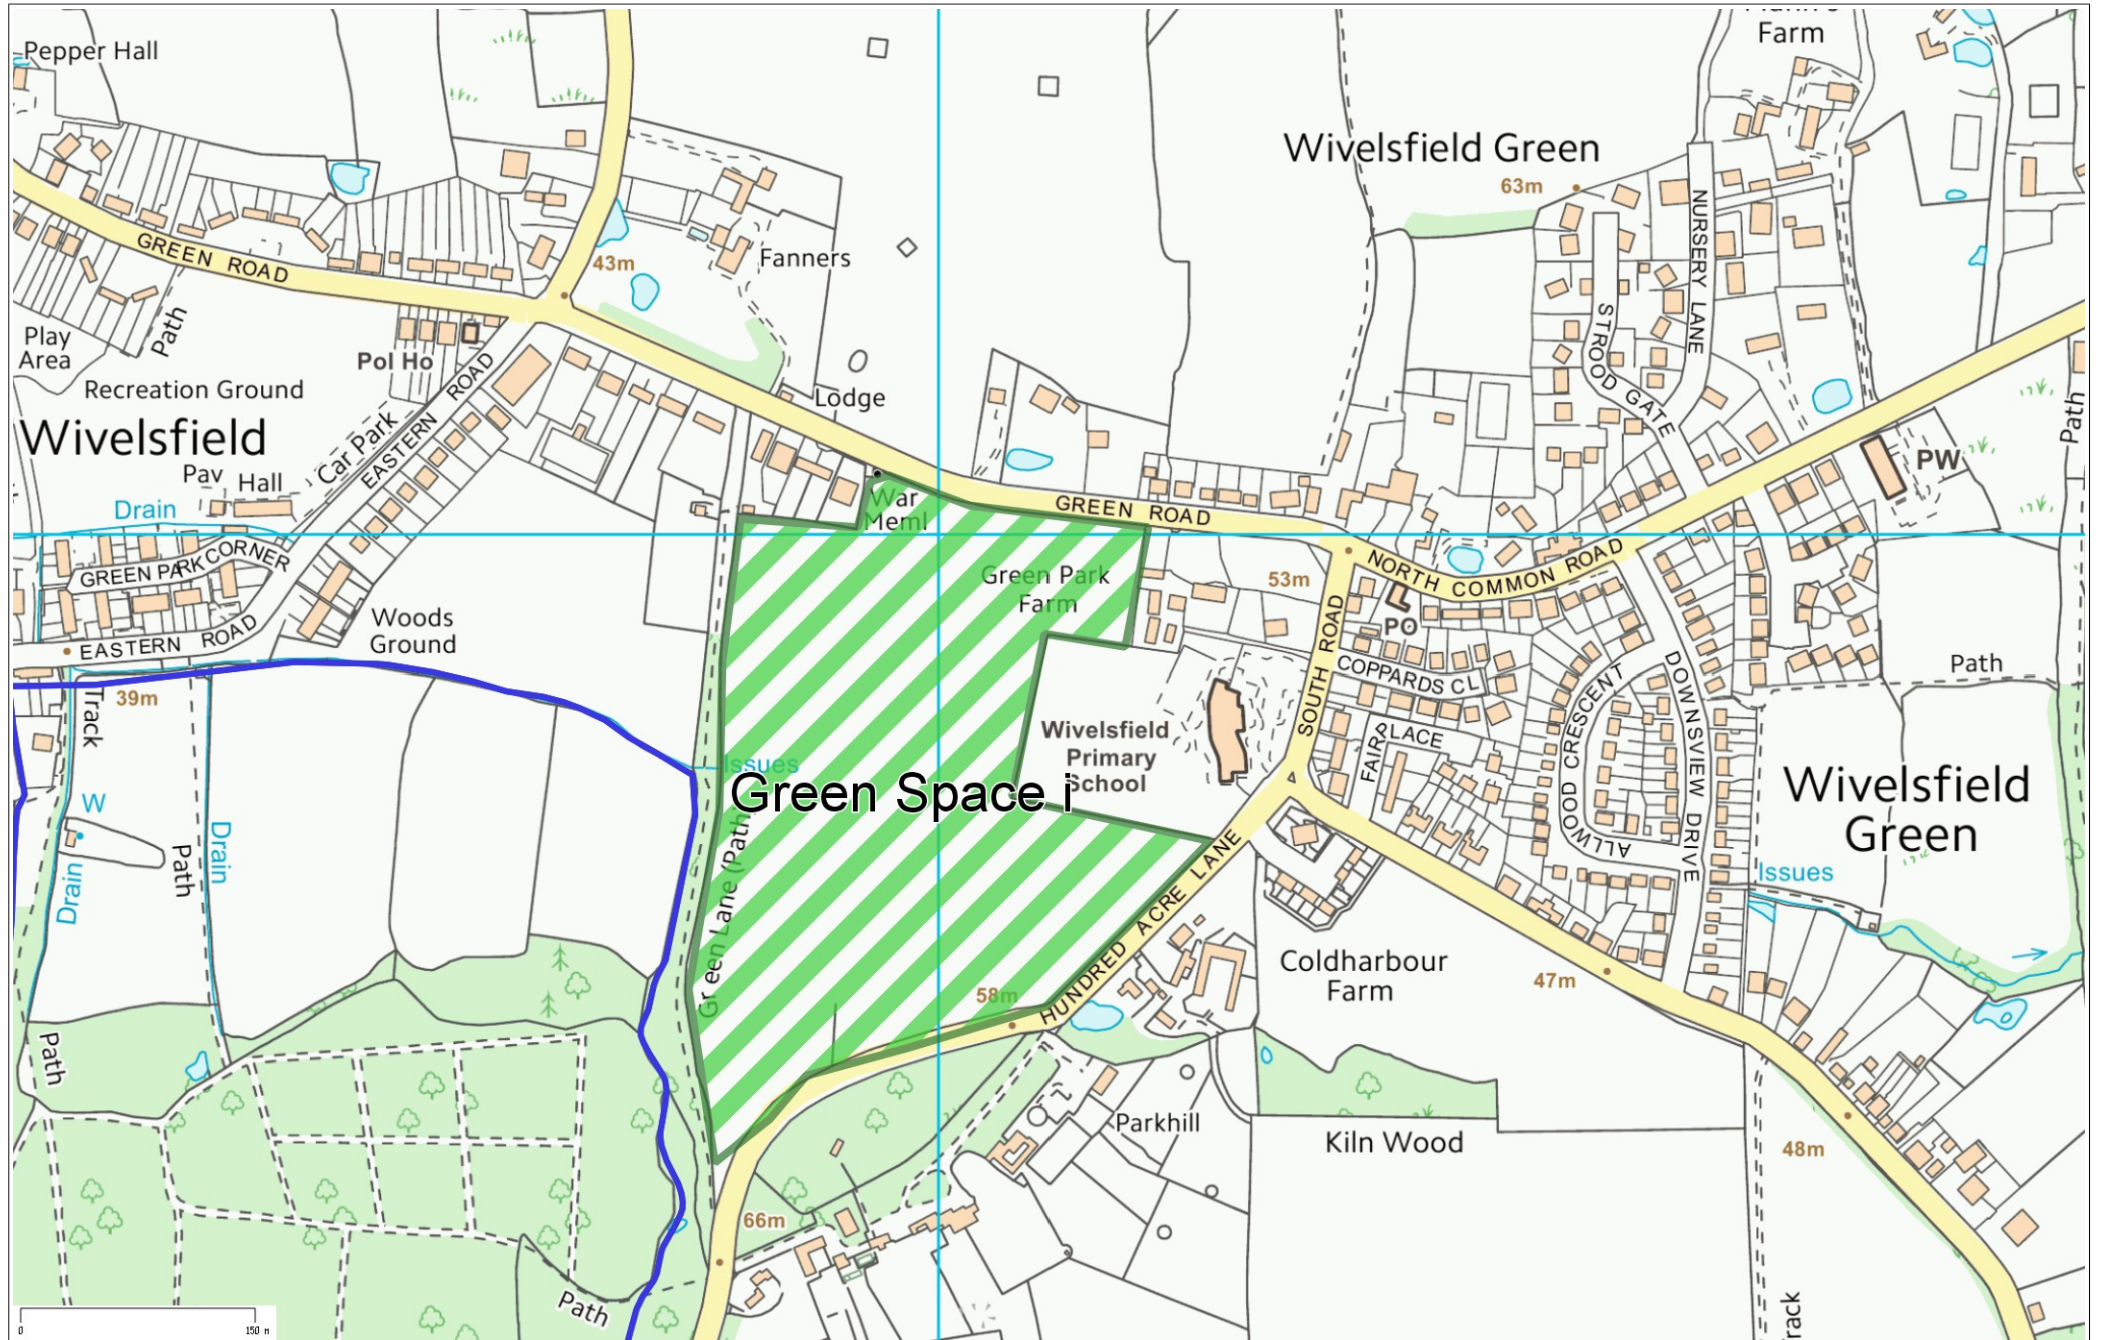 Pepper Hall
Farm
Wivelsfield Green
63m
NURSERY LANE
STROOD GATE
GREEN ROAD
43m
Fanners
Path
Play
Area
Pol Ho
Recreation Ground
Lodge
Wivelsfield
Car Park
EASTERN ROAD
Pav
Hall
Drain
War
Meml
GREEN ROAD
PW
Path
GREEN PARK CORNER
Green Park
Farm
53m
NORTH COMMON ROAD
PO
Woods
Ground
EASTERN ROAD
SOUTH ROAD
COPPARDS CL
DOWNSVIEW DRIVE
Path
39m
Track
Wivelsfield
Primary
School
FAIRPLACE
ALLWOOD CRESCENT
Issues
Green Space i
Wivelsfield
Green
W
Drain
Path
Drain
Green Lane (Path)
HUNDRED ACRE LANE
Issues
Coldharbour
Farm
47m
58m
Path
Parkhill
Kiln Wood
48m
66m
Path
0
150 M